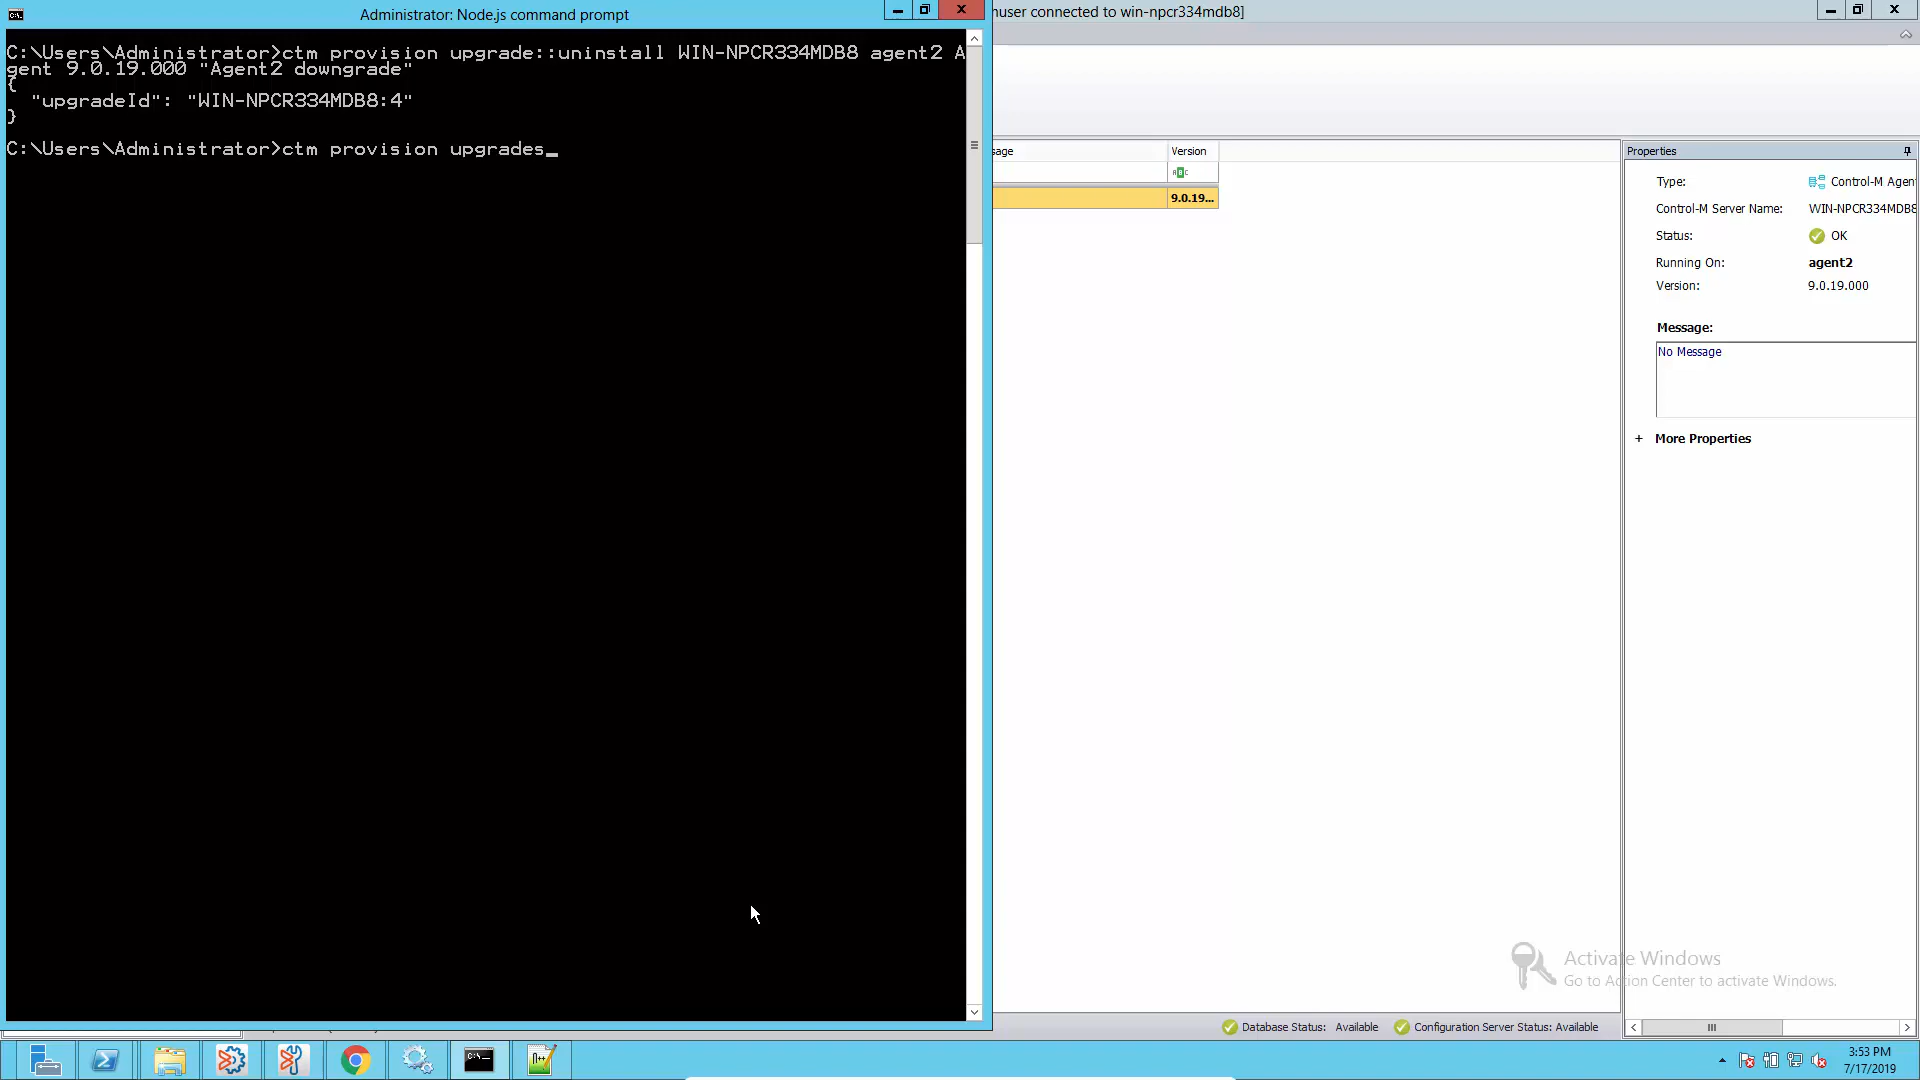 Administrator: Node.js command prompt
nuser connected to win-npcr334mdb8]
C:\Users\Administrator>ctm provision upgrade::uninstall WIN-NPCR334MDB8 agent2 A
gent 9.0.19.000 "Agent2 downgrade"
{
"upgradeId": "WIN-NPCR334MDB8:4"
}
C:\Users\Administrator>ctm provision upgrades_
sage
Version
9.0.19...
Properties
Type:
Control-M Agen
Control-M Server Name:
WIN-NPCR334MDB8
Status:
OK
Running On:
agent2
Version:
9.0.19.000
Message:
No Message
+ More Properties
Activate Windows
Go to Action Center to activate Windows.
Database Status: Available
Configuration Server Status: Available
3:53 PM
7/17/2019